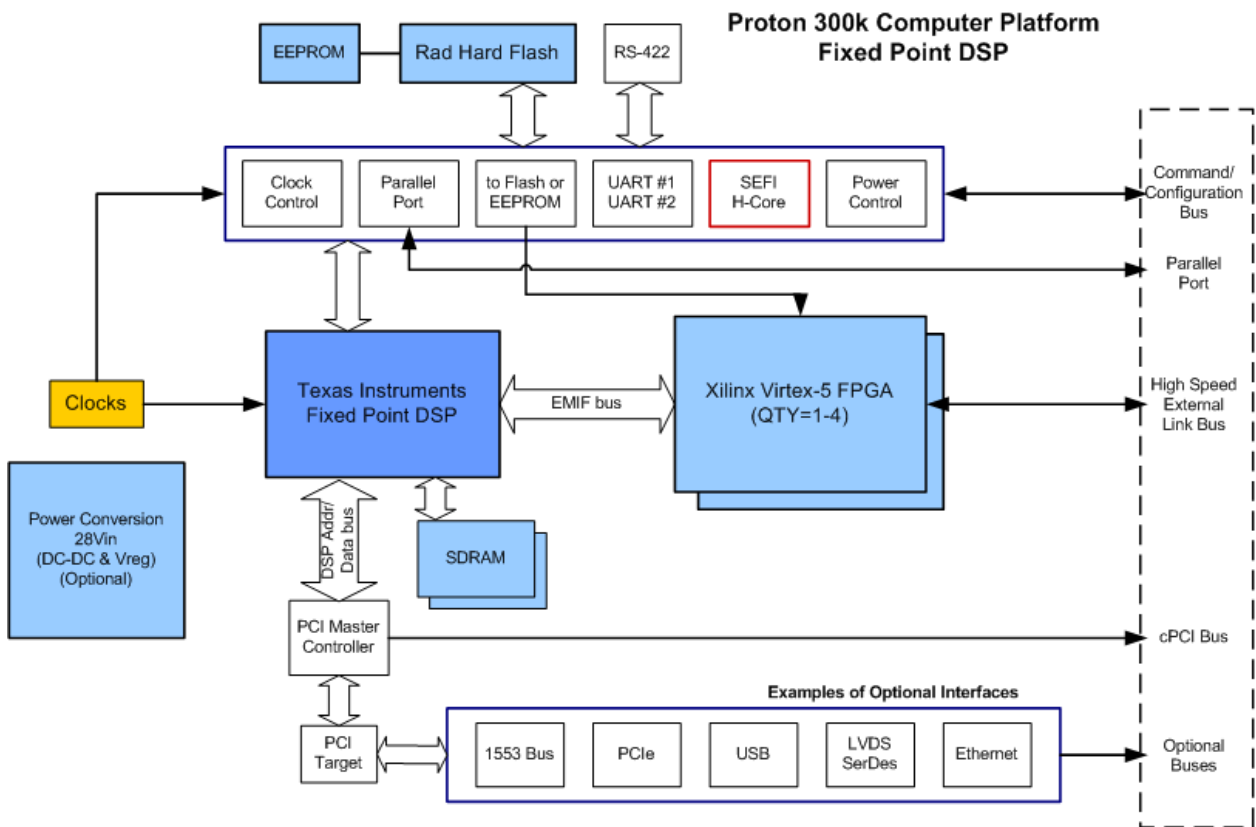 Proton 300k Computer Platform
Fixed Point DSP
EEPROM
Rad Hard Flash
RS-422
Clock
Control
Parallel
Port
to Flash or
EEPROM
UART #1
UART #2
SEFI
H-Core
Power
Control
Command/
Configuration
Bus
Parallel
Port
Clocks
Texas Instruments
Fixed Point DSP
EMIF bus
Xilinx Virtex-5 FPGA
(QTY=1-4)
High Speed
External
Link Bus
Power Conversion
28Vin
(DC-DC & Vreg)
(Optional)
DSP Addr/
Data bus
SDRAM
PCI Master
Controller
cPCI Bus
Examples of Optional Interfaces
PCI
Target
1553 Bus
PCIe
USB
LVDS
SerDes
Ethernet
Optional
Buses